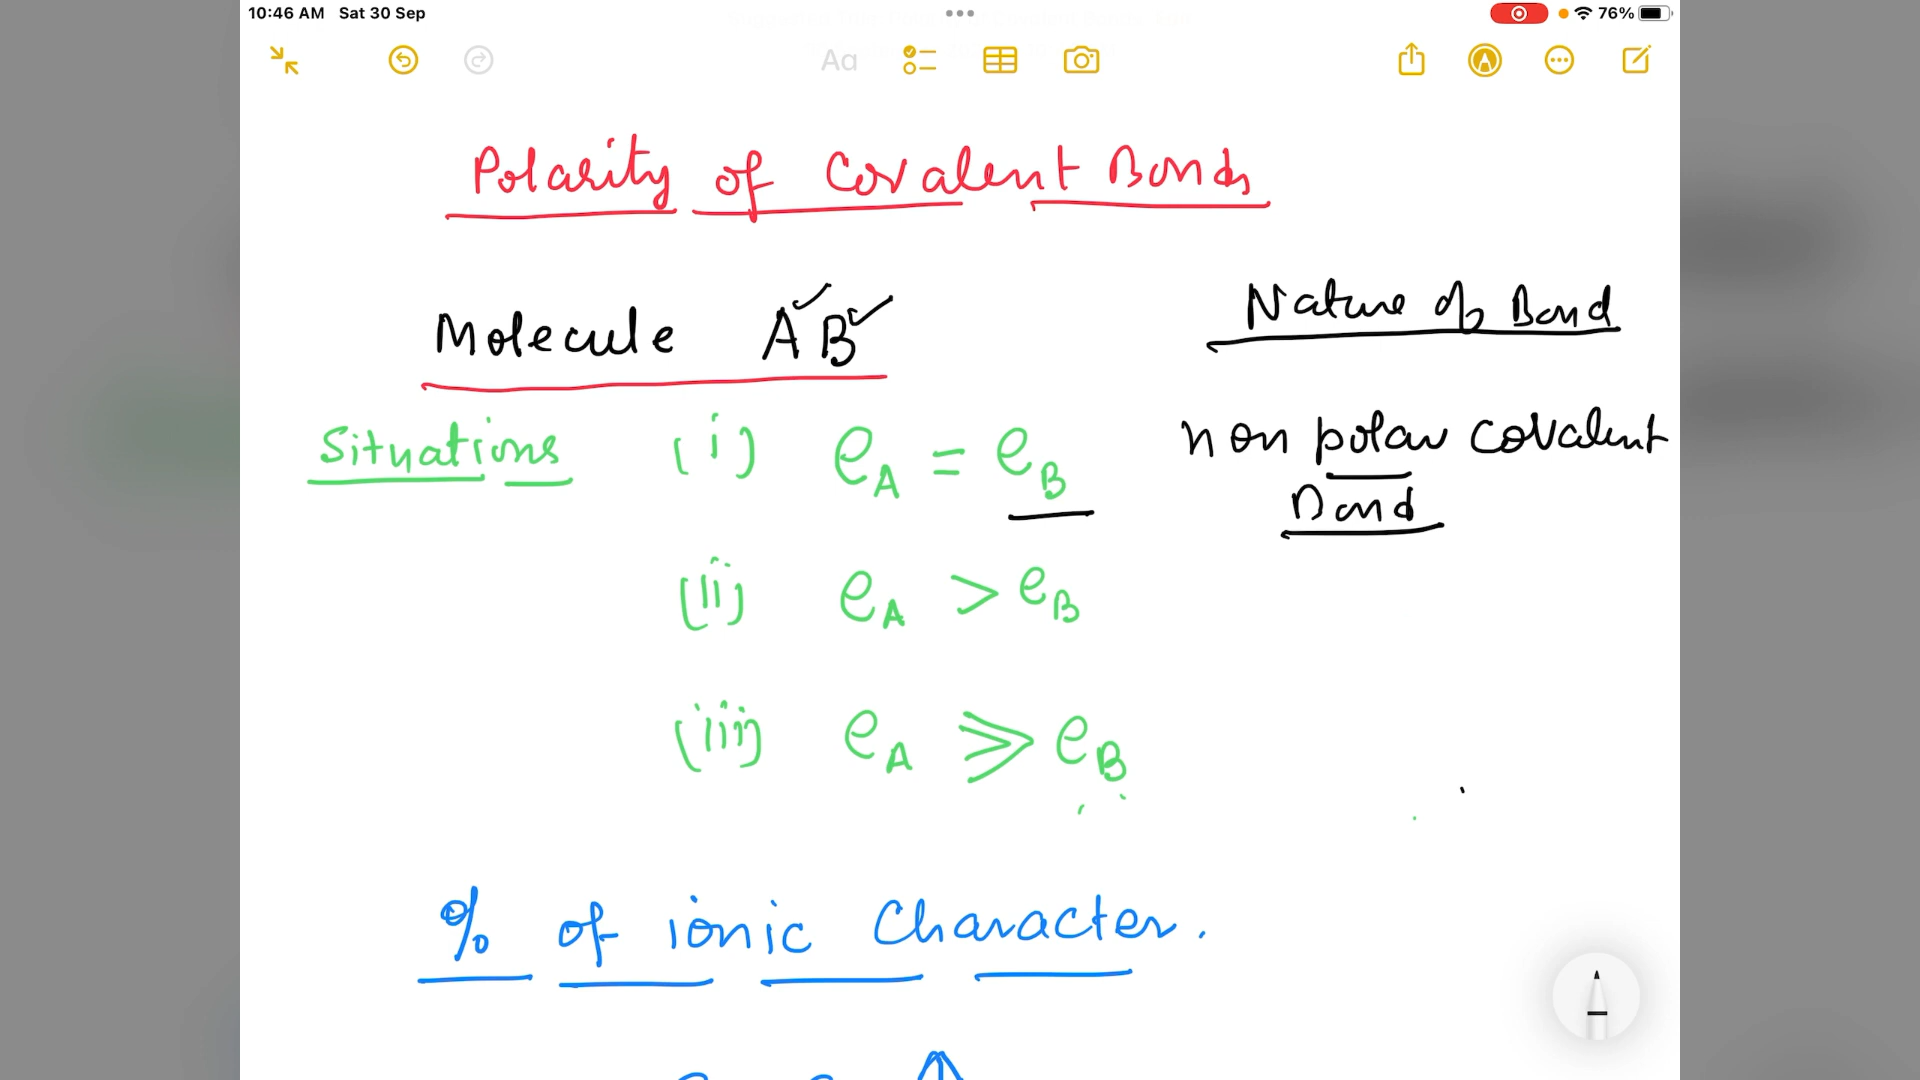 10:46 AM Sat 30 Sep
76%
Aa
Polarity of Covalent Bonds
Molecule AB
Nature of Bond
Situations (i) eA = eB
non polar covalent
Bond
(ii) eA > eB
(iii) eA ⪢ eB
% of ionic Character.